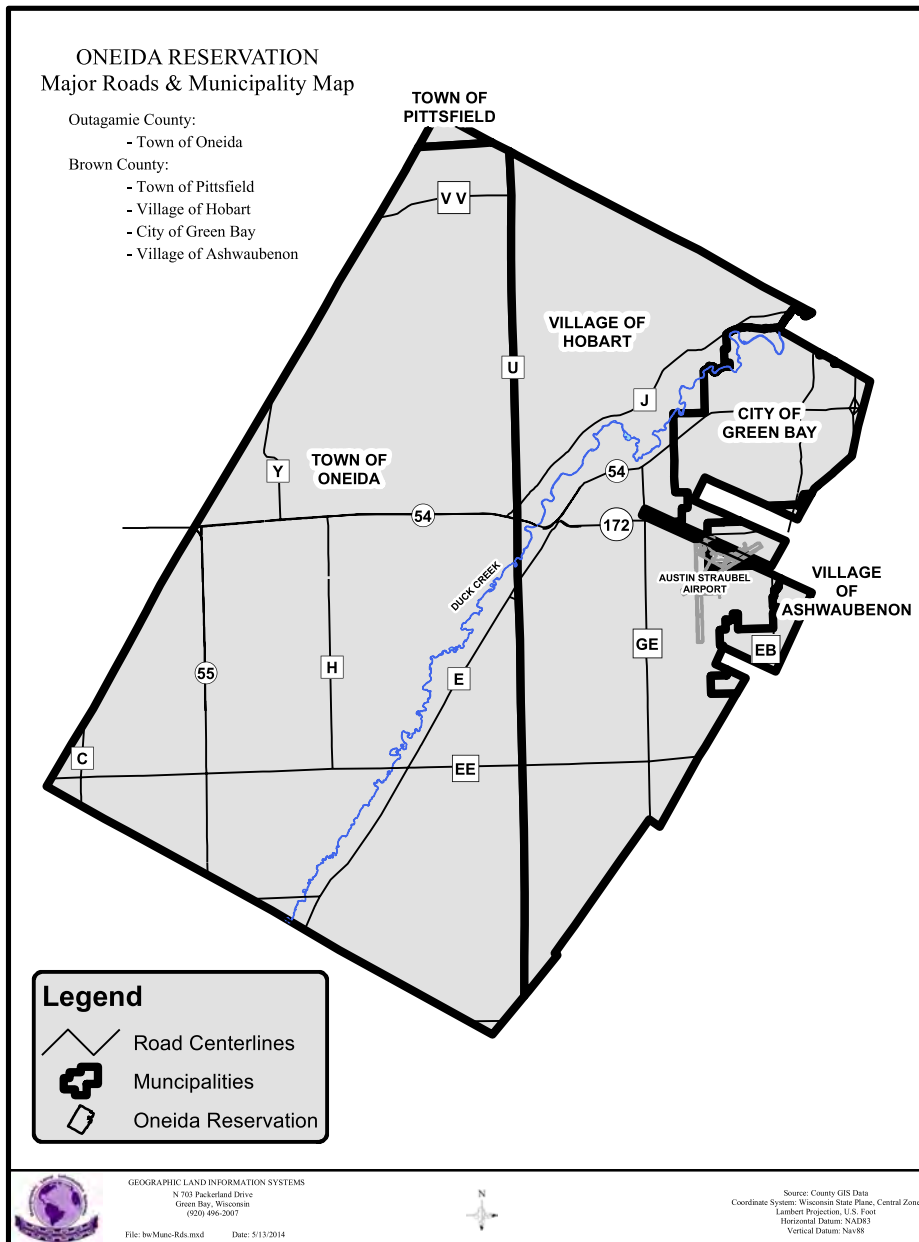 ONEIDA RESERVATION
Major Roads & Municipality Map
Outagamie County:
- Town of Oneida
Brown County:
- Town of Pittsfield
- Village of Hobart
- City of Green Bay
- Village of Ashwaubenon
TOWN OF
PITTSFIELD
V V
VILLAGE OF
HOBART
U
J
CITY OF
GREEN BAY
Y
TOWN OF
ONEIDA
54
54
172
DUCK CREEK
AUSTIN STRAUBEL
AIRPORT
VILLAGE
OF
ASHWAUBENON
55
H
E
GE
EB
C
EE
Legend
Road Centerlines
Muncipalities
Oneida Reservation
GEOGRAPHIC LAND INFORMATION SYSTEMS
N 703 Packerland Drive
Green Bay, Wisconsin
(920) 496-2007
File: bwMunc-Rds.mxd Date: 5/13/2014
N
Source: County GIS Data
Coordinate System: Wisconsin State Plane, Central Zone
Lambert Projection, U.S. Foot
Horizontal Datum: NAD83
Vertical Datum: Nav88